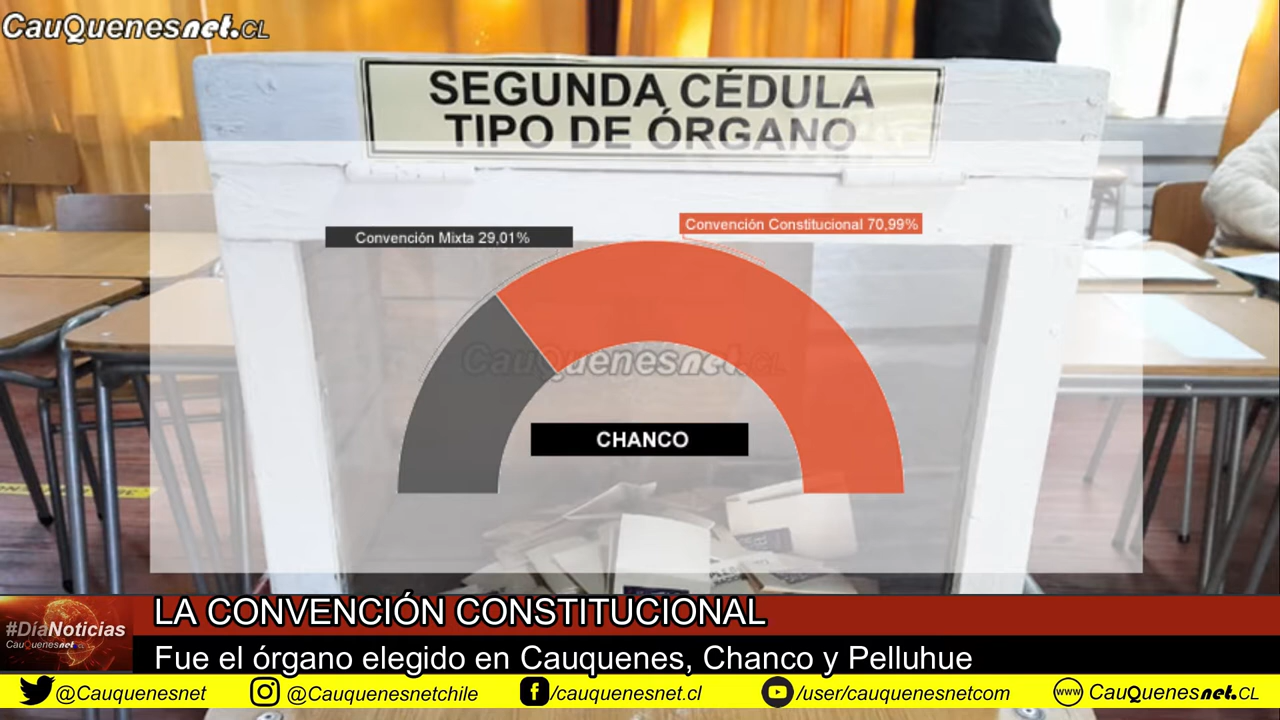 CauQuenesnet.CL
SEGUNDA CÉDULA
TIPO DE ÓRGANO
Convención Constitucional 70,99%
Convención Mixta 29,01%
CauQuenesnet.CL
CHANCO
LA CONVENCIÓN CONSTITUCIONAL
#DíaNoticias
CauQuenesnet.CL
Fue el órgano elegido en Cauquenes, Chanco y Pelluhue
@Cauquenesnet @Cauquenesnetchile /cauquenesnet.cl /user/cauquenesnetcom www CauQuenesnet.CL